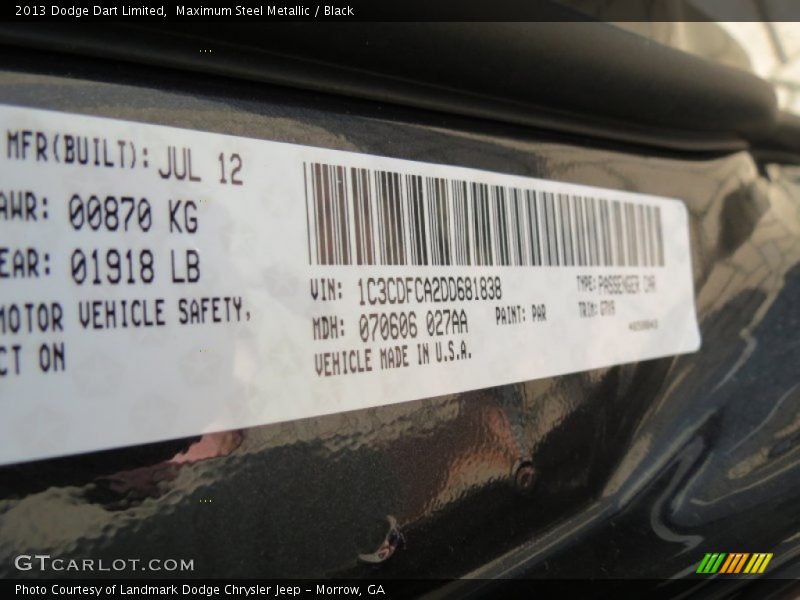 2013 Dodge Dart Limited, Maximum Steel Metallic / Black
MFR(BUILT): JUL 12
AWR: 00870 KG
EAR: 01918 LB
MOTOR VEHICLE SAFETY,
CT ON
VIN: 1C3CDFCA2DD681838
TYPE: PASSENGER CAR
MDH: 070606 027AA
PAINT: PAR
TRIM:
VEHICLE MADE IN U.S.A.
GTCARLOT.COM
Photo Courtesy of Landmark Dodge Chrysler Jeep - Morrow, GA